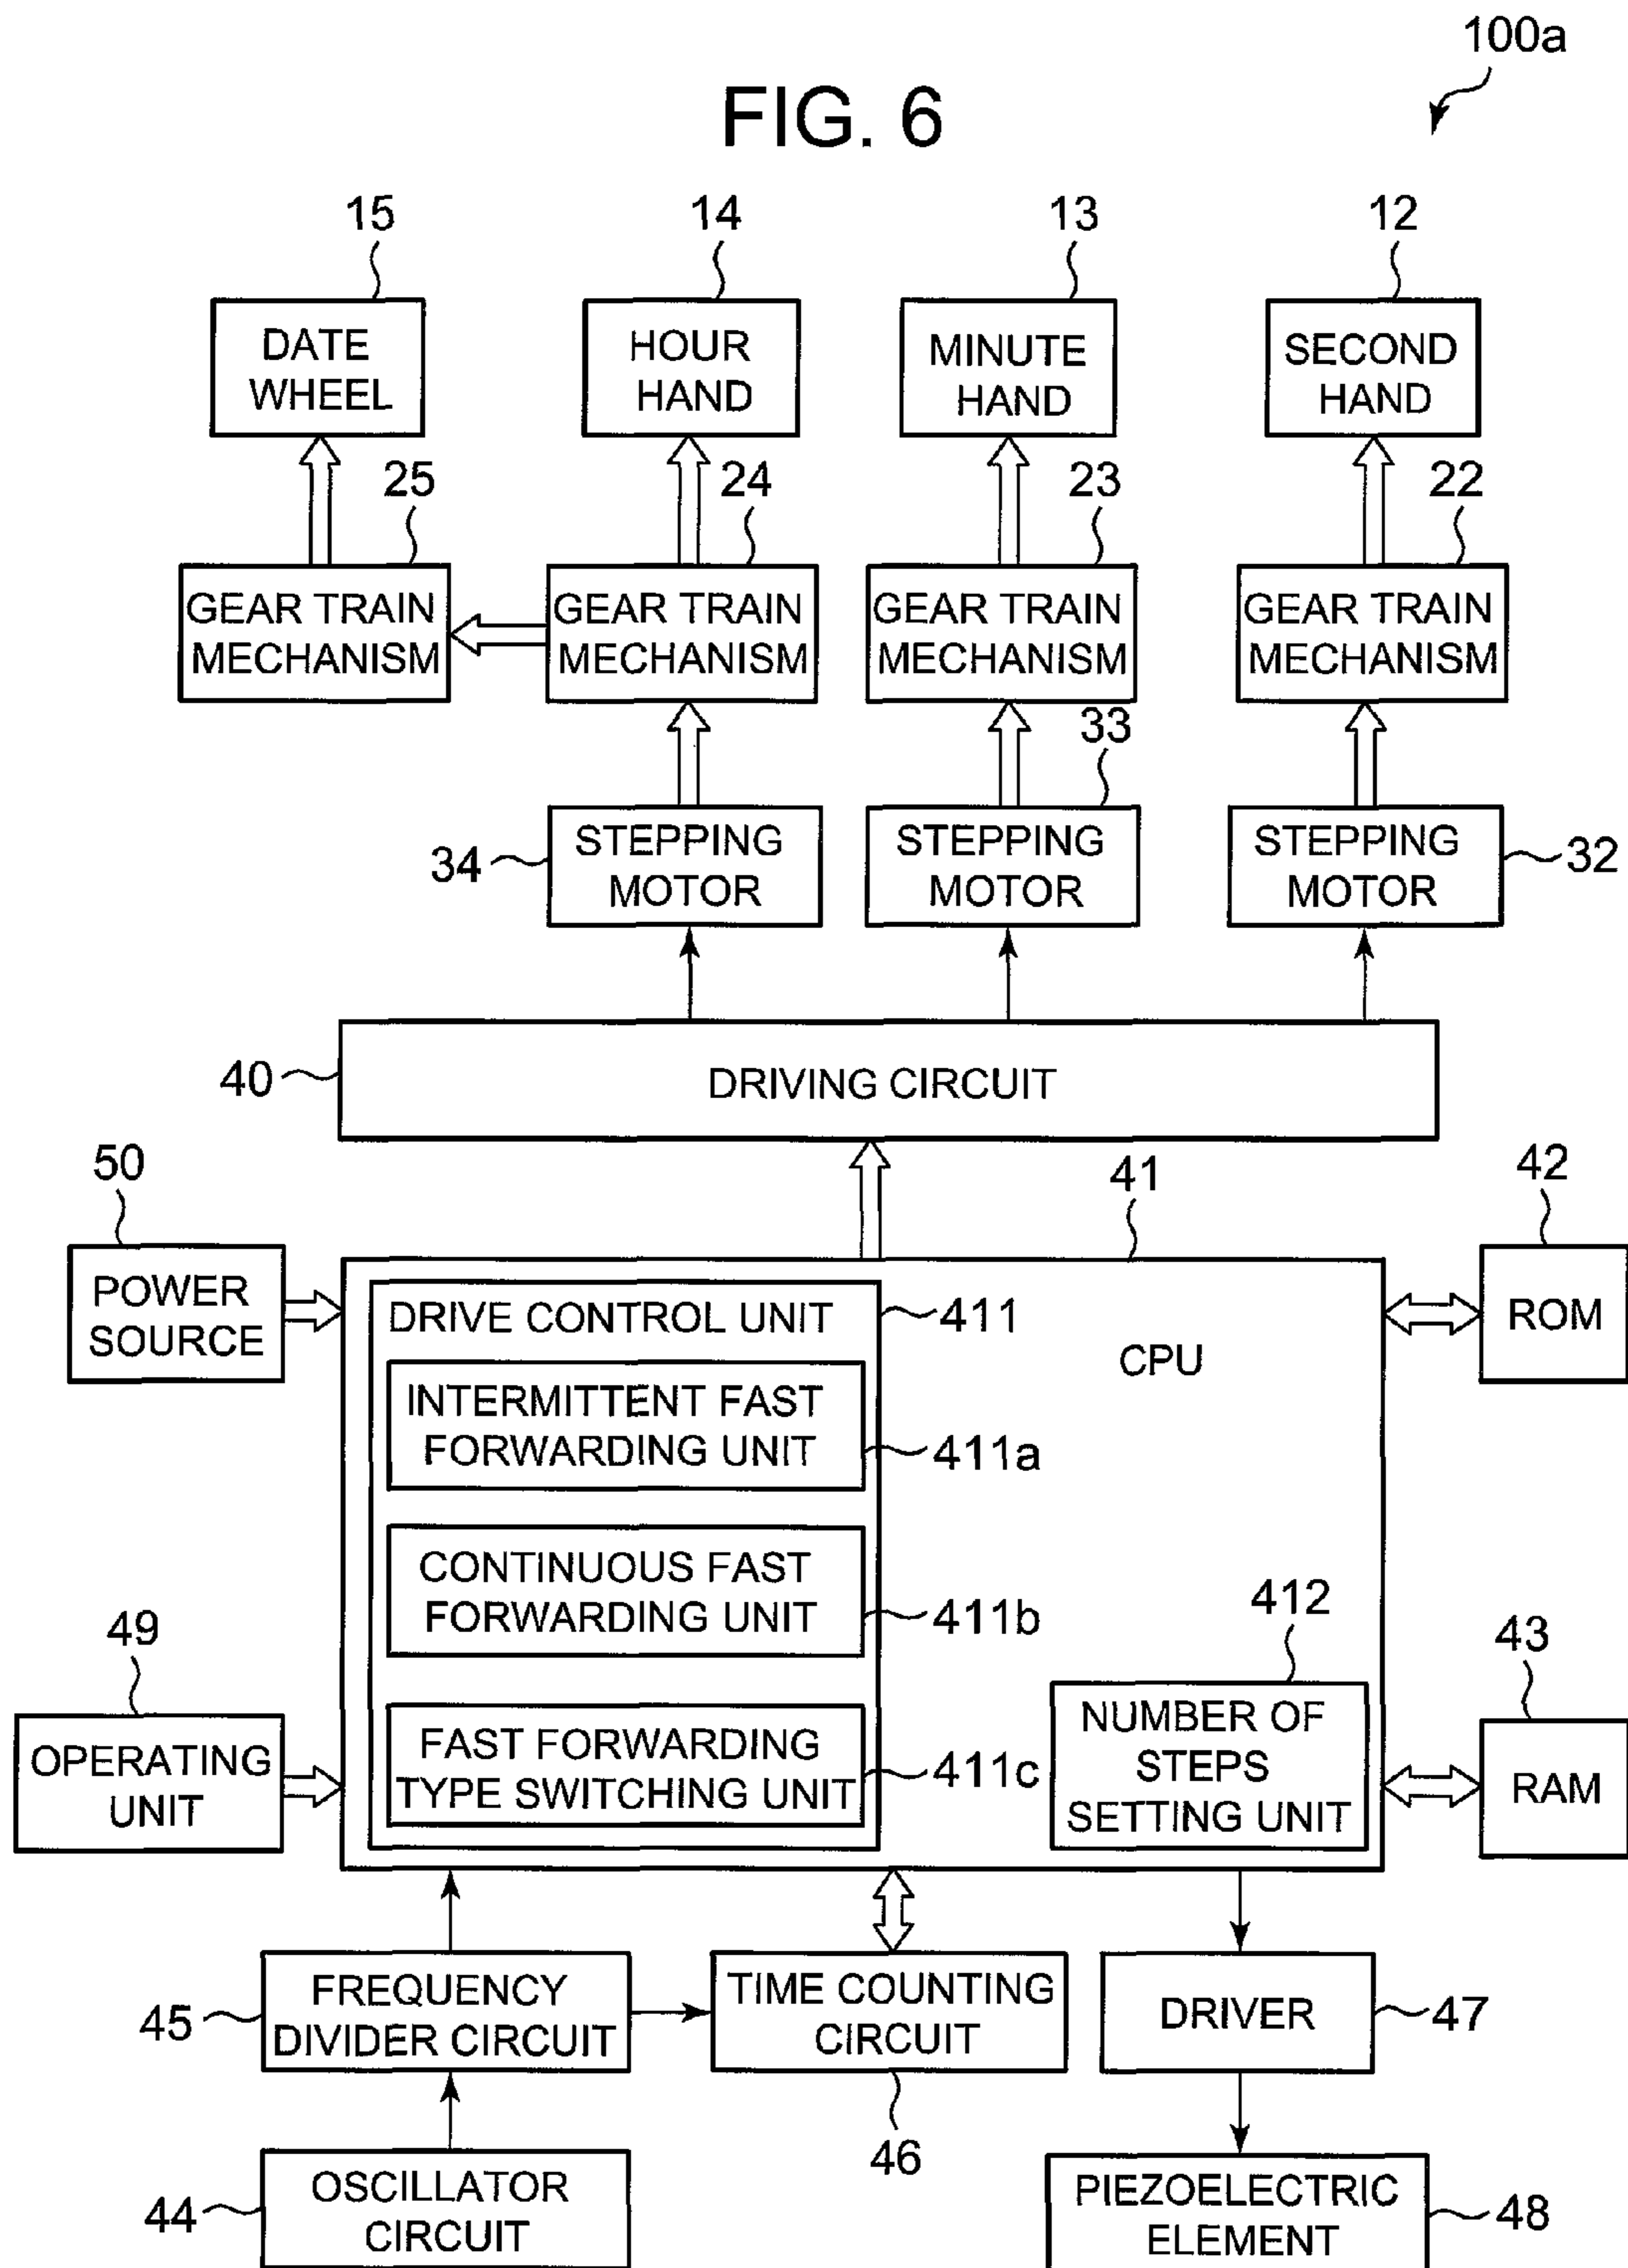 100a
FIG. 6
15
14
13
12
DATE
WHEEL
HOUR
HAND
MINUTE
HAND
SECOND
HAND
25
24
23
22
GEAR TRAIN
MECHANISM
GEAR TRAIN
MECHANISM
GEAR TRAIN
MECHANISM
GEAR TRAIN
MECHANISM
33
34
STEPPING
MOTOR
STEPPING
MOTOR
STEPPING
MOTOR
32
40
DRIVING CIRCUIT
50
41
42
POWER
SOURCE
DRIVE CONTROL UNIT
411
CPU
ROM
INTERMITTENT FAST
FORWARDING UNIT
411a
CONTINUOUS FAST
FORWARDING UNIT
411b
412
49
43
OPERATING
UNIT
FAST FORWARDING
TYPE SWITCHING UNIT
411c
NUMBER OF
STEPS
SETTING UNIT
RAM
45
FREQUENCY
DIVIDER CIRCUIT
TIME COUNTING
CIRCUIT
DRIVER
47
46
44
OSCILLATOR
CIRCUIT
PIEZOELECTRIC
ELEMENT
48